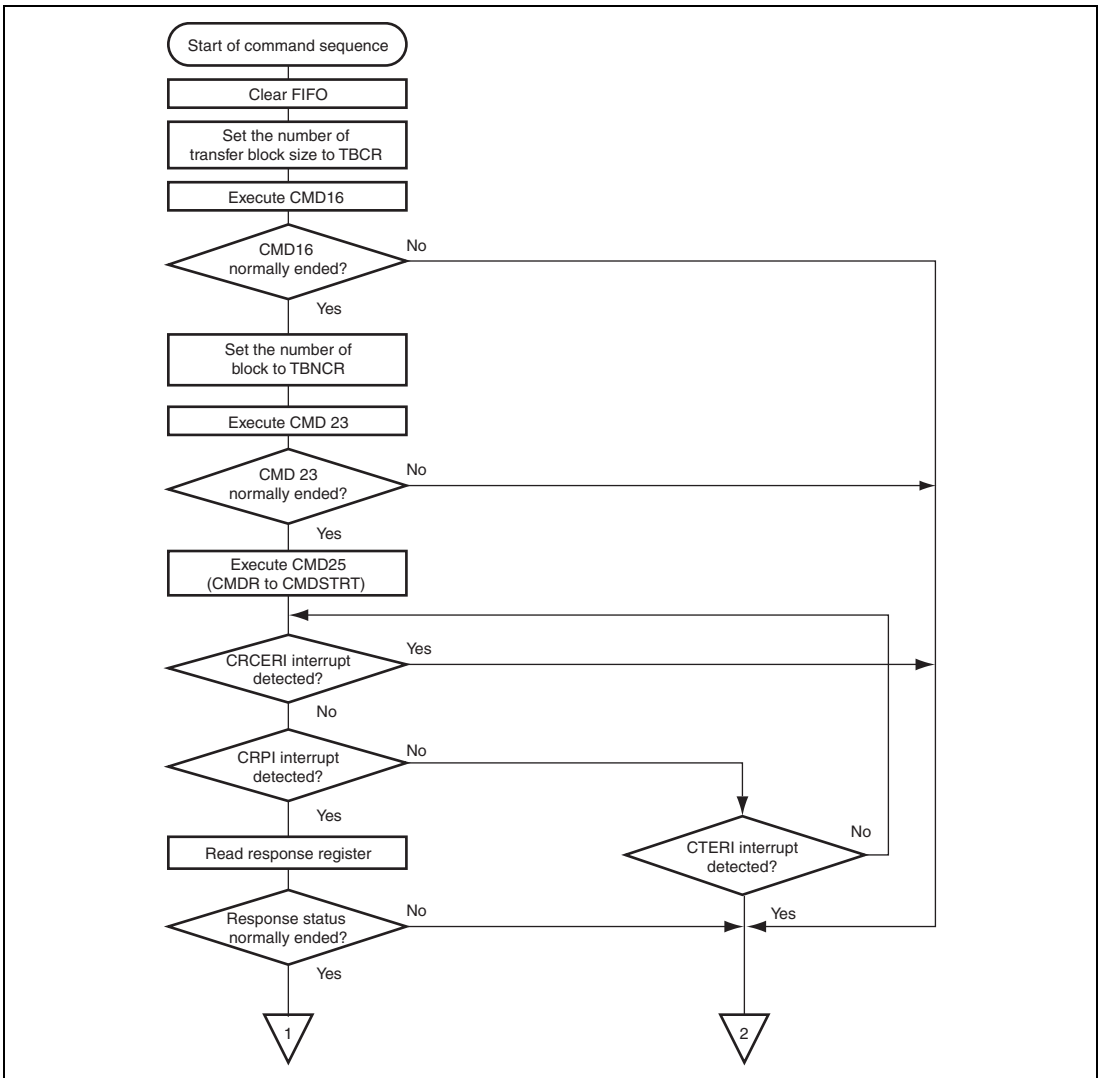 Start of command sequence
Clear FIFO
Set the number of
transfer block size to TBCR
Execute CMD16
CMD16
normally ended?
No
Yes
Set the number of
block to TBNCR
Execute CMD 23
CMD 23
normally ended?
No
Yes
Execute CMD25
(CMDR to CMDSTRT)
CRCERI interrupt
detected?
Yes
No
CRPI interrupt
detected?
No
Yes
CTERI interrupt
detected?
No
Yes
Read response register
Response status
normally ended?
No
Yes
1
2